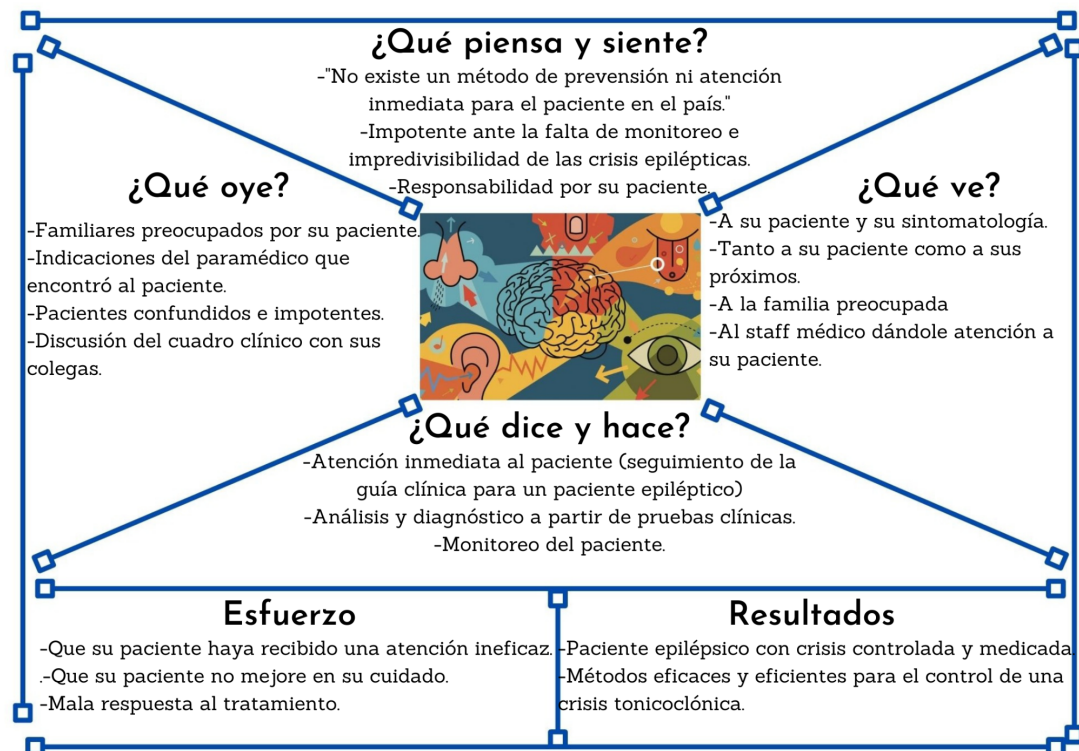 ¿Qué piensa y siente?
-"No existe un método de prevención ni atención
inmediata para el paciente en el país."
-Impotente ante la falta de monitoreo e
impredivisibilidad de las crisis epilépticas.
-Responsabilidad por su paciente.
¿Qué oye?
-Familiares preocupados por su paciente.
-Indicaciones del paramédico que
encontró al paciente.
-Pacientes confundidos e impotentes.
-Discusión del cuadro clínico con sus
colegas.
¿Qué ve?
-A su paciente y su sintomatología.
-Tanto a su paciente como a sus
próximos.
-A la familia preocupada
-Al staff médico dándole atención a
su paciente.
¿Qué dice y hace?
-Atención inmediata al paciente (seguimiento de la
guía clínica para un paciente epiléptico)
-Análisis y diagnóstico a partir de pruebas clínicas.
-Monitoreo del paciente.
Esfuerzo
-Que su paciente haya recibido una atención ineficaz.
.-Que su paciente no mejore en su cuidado.
-Mala respuesta al tratamiento.
Resultados
-Paciente epilépsico con crisis controlada y medicada.
-Métodos eficaces y eficientes para el control de una
crisis tonicoclónica.